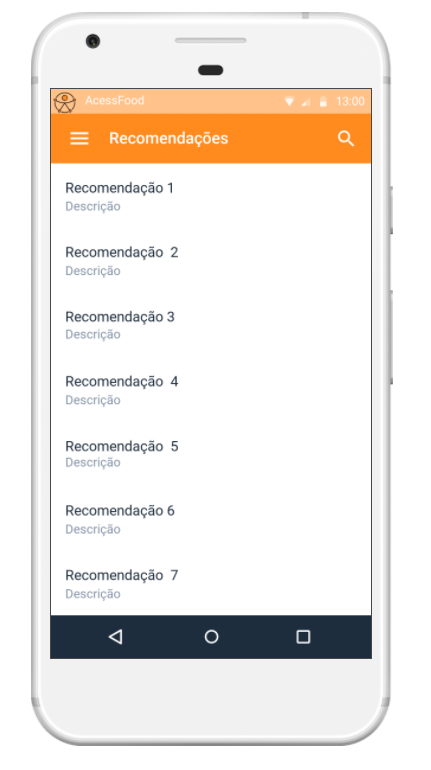 AcessFood 13:00
Recomendações
Recomendação 1
Descrição
Recomendação 2
Descrição
Recomendação 3
Descrição
Recomendação 4
Descrição
Recomendação 5
Descrição
Recomendação 6
Descrição
Recomendação 7
Descrição